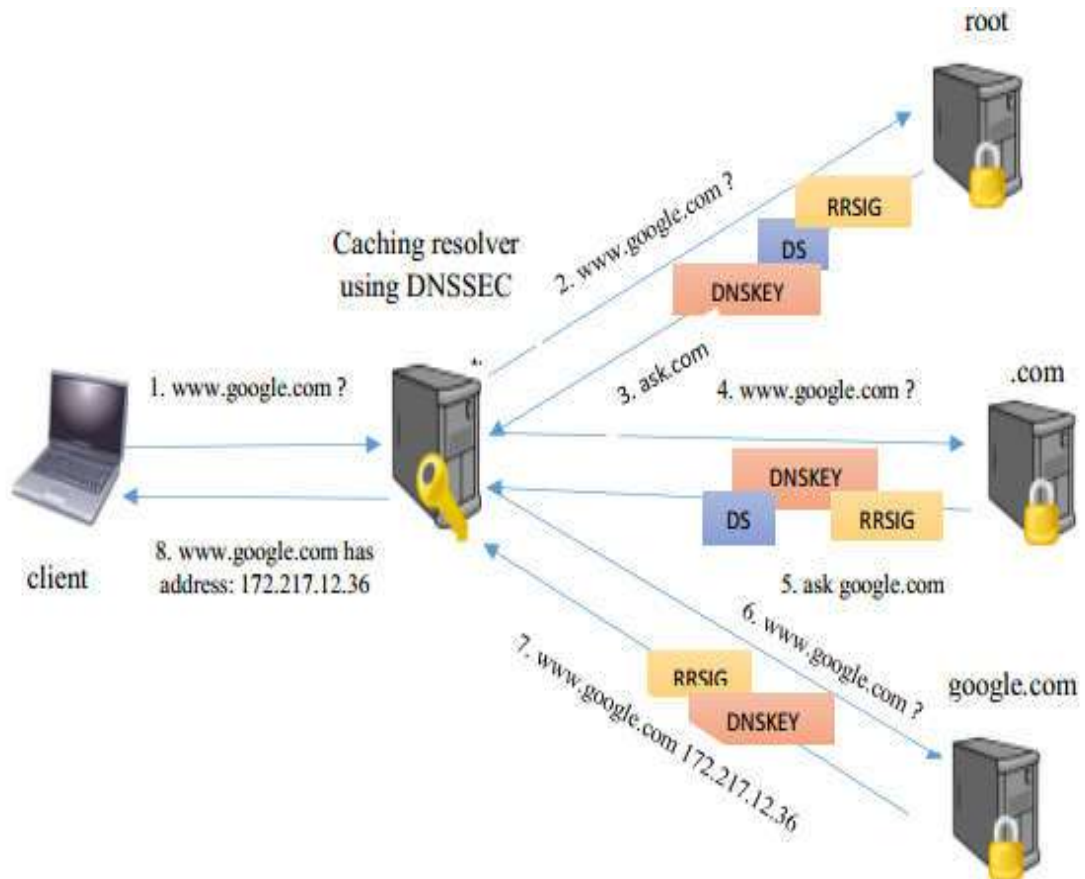 root
RRSIG
DS
DNSKEY
2. www.google.com ?
Caching resolver
using DNSSEC
3. ask.com
1. www.google.com ?
4. www.google.com ?
.com
DNSKEY
DS
RRSIG
client
8. www.google.com has
address: 172.217.12.36
5. ask google.com
6. www.google.com ?
7. www.google.com 172.217.12.36
RRSIG
DNSKEY
google.com